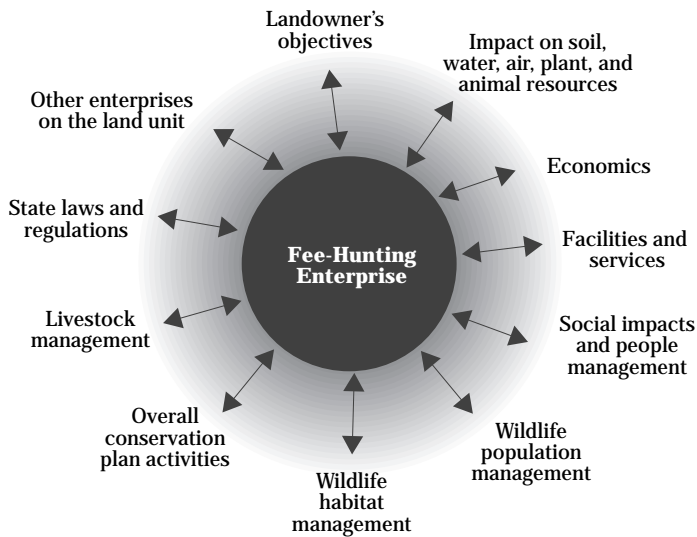 Landowner's
objectives
Impact on soil,
water, air, plant, and
animal resources
Other enterprises
on the land unit
Economics
State laws and
regulations
Facilities and
services
Fee-Hunting
Enterprise
Livestock
management
Social impacts
and people
management
Overall
conservation
plan activities
Wildlife
population
management
Wildlife
habitat
management